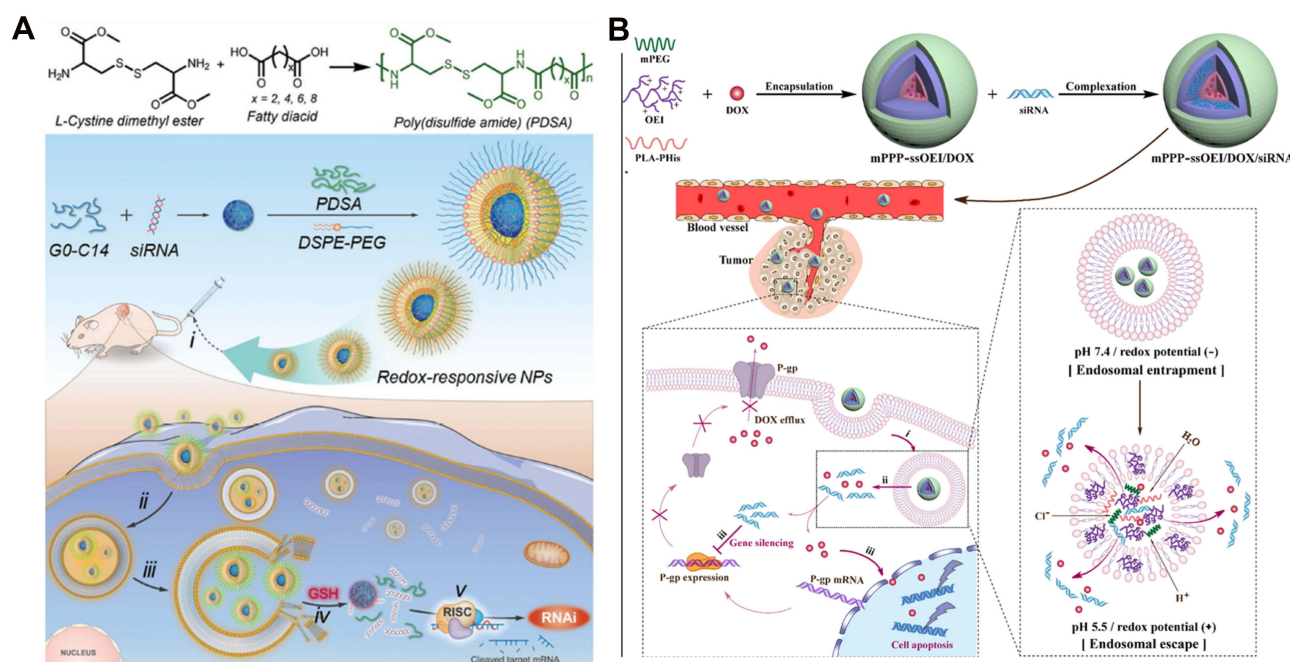 A
O
O
H2N
S-S
NH2
O
O
+
HO
OH
O
O
x
x = 2, 4, 6, 8
O
O
N
H
S-S
H
N
O
O
O
O
x
n
L-Cystine dimethyl ester
Fatty diacid
Poly(disulfide amide) (PDSA)
G0-C14
+
siRNA
PDSA
DSPE-PEG
i
Redox-responsive NPs
ii
iii
GSH
iv
v
RISC
RNAi
NUCLEUS
Cleaved target mRNA
B
mPEG
OEI
PLA-PHis
+
DOX
Encapsulation
mPPP-ssOEI/DOX
+
siRNA
Complexation
mPPP-ssOEI/DOX/siRNA
Blood vessel
Tumor
P-gp
DOX efflux
i
ii
iii
Gene silencing
P-gp expression
iii
P-gp mRNA
Cell apoptosis
pH 7.4 / redox potential (-)
[ Endosomal entrapment ]
H2O
Cl-
H+
pH 5.5 / redox potential (+)
[ Endosomal escape ]